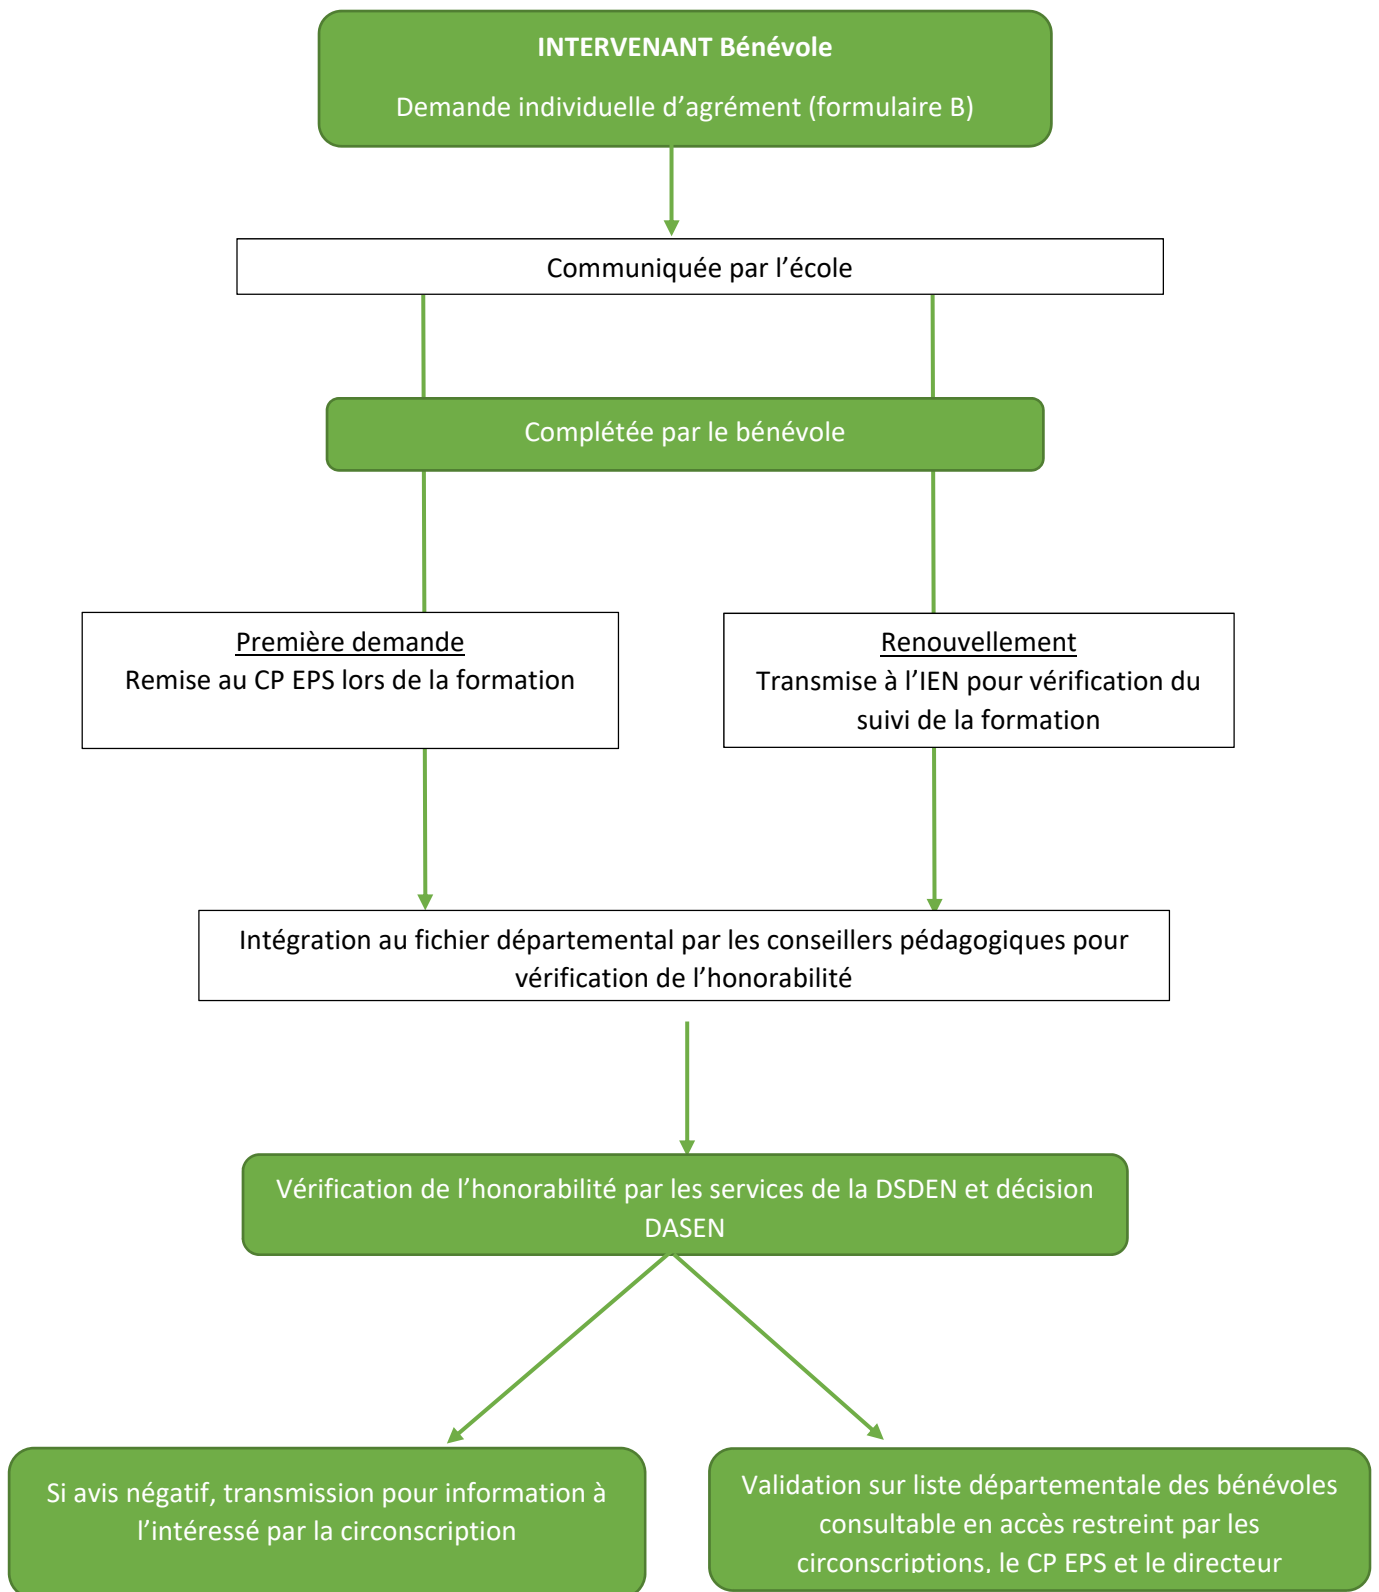 INTERVENANT Bénévole
Demande individuelle d’agrément (formulaire B)
Communiquée par l’école
Complétée par le bénévole
Première demande
Remise au CP EPS lors de la formation
Renouvellement
Transmise à l’IEN pour vérification du
suivi de la formation
Intégration au fichier départemental par les conseillers pédagogiques pour
vérification de l’honorabilité
Vérification de l’honorabilité par les services de la DSDEN et décision
DASEN
Si avis négatif, transmission pour information à
l’intéressé par la circonscription
Validation sur liste départementale des bénévoles
consultable en accès restreint par les
circonscriptions, le CP EPS et le directeur